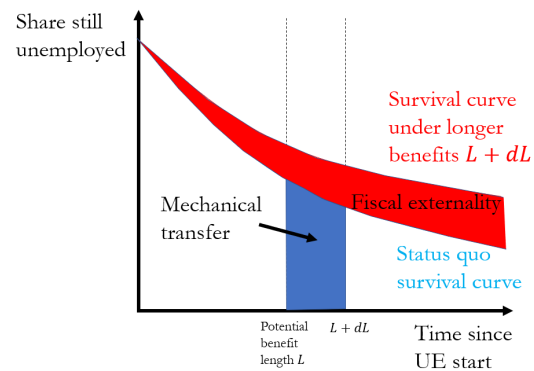 Share still
unemployed
Survival curve
under longer
benefits L + dL
Fiscal externality
Mechanical
transfer
Status quo
survival curve
Potential
benefit
length L
L + dL
Time since
UE start